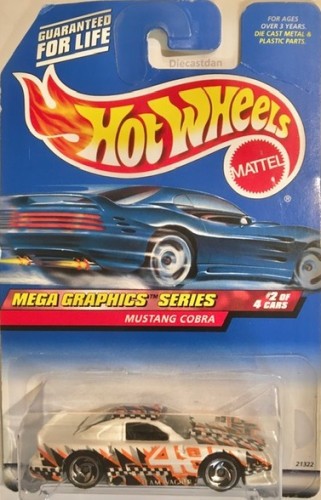 GUARANTEED
FOR LIFE
FOR AGES
OVER 3 YEARS.
DIE CAST METAL &
PLASTIC PARTS.
Diecastdan
HOT WHEELS
MATTEL
®
MEGA GRAPHICS™ SERIES
#2 OF
4 CARS
MUSTANG COBRA
21322